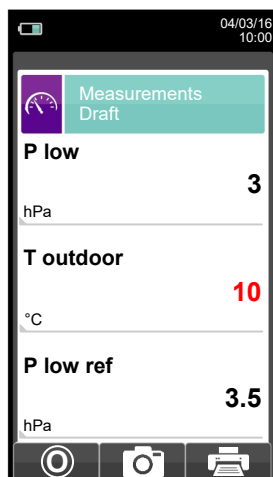 04/03/16
10:00
Measurements
Draft
P low
3
hPa
T outdoor
10
°C
P low ref
3.5
hPa